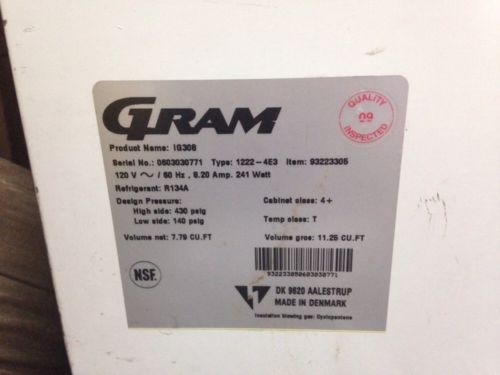 GRAM
QUALITY
09
INSPECTED
Product Name: IG308
Serial No.: 0603030771 Type: 1222-4E3 Item: 93223305
120 V ~ / 60 Hz , 6.20 Amp. 241 Watt
Refrigerant: R134A
Design Pressure: Cabinet class: 4+
High side: 430 psig
Low side: 140 psig Temp class: T
Volume net: 7.79 CU.FT Volume gros: 11.25 CU.FT
932233050603030771
NSF
DK 9620 AALESTRUP
MADE IN DENMARK
Insulation blowing gas: Cyclopentane